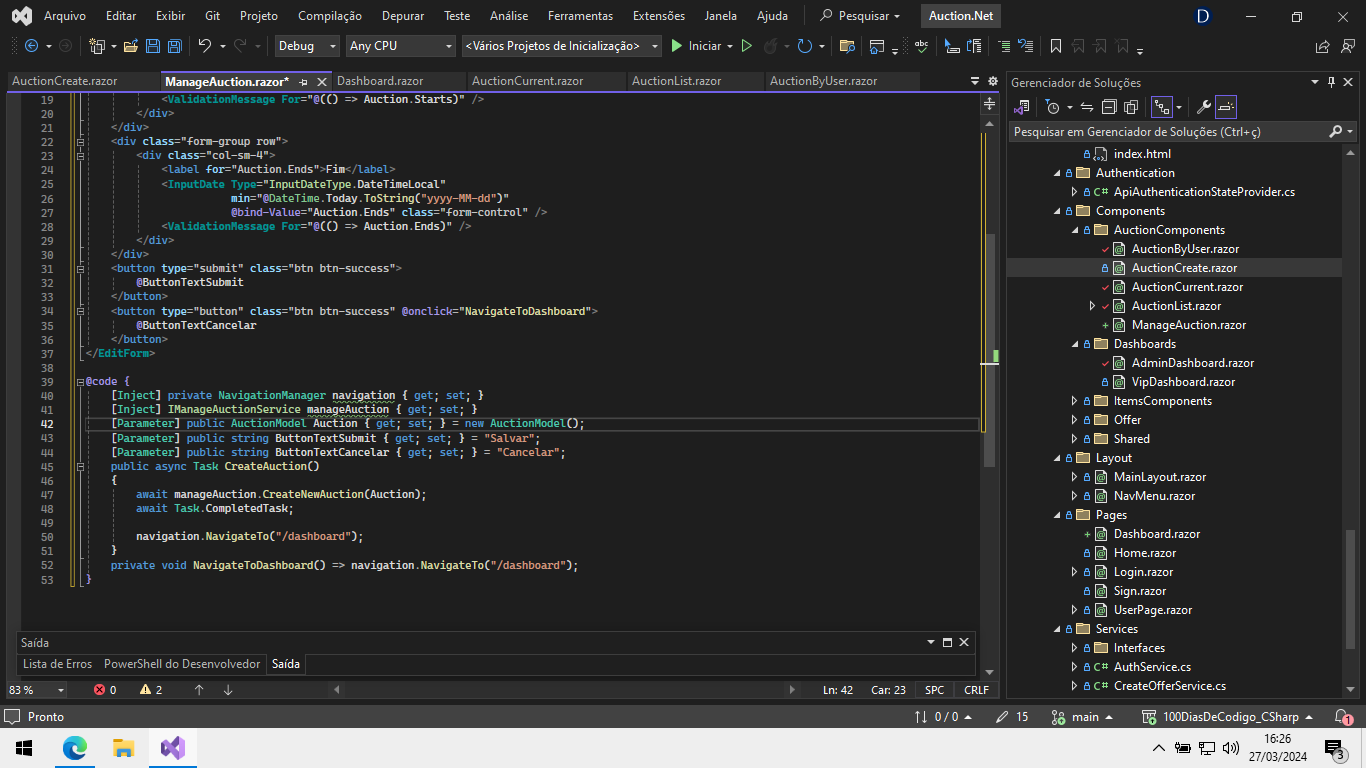 Arquivo Editar Exibir Git Projeto Compilação Depurar Teste Análise Ferramentas Extensões Janela Ajuda Pesquisar Auction.Net D
Debug Any CPU <Vários Projetos de Inicialização> Iniciar
AuctionCreate.razor ManageAuction.razor* Dashboard.razor AuctionCurrent.razor AuctionList.razor AuctionByUser.razor
19 <ValidationMessage For="@(() => Auction.Starts)" />
20 </div>
21 </div>
22 <div class="form-group row">
23 <div class="col-sm-4">
24 <label for="Auction.Ends">Fim</label>
25 <InputDate Type="InputDateType.DateTimeLocal"
26 min="@DateTime.Today.ToString("yyyy-MM-dd")"
27 @bind-Value="Auction.Ends" class="form-control" />
28 <ValidationMessage For="@(() => Auction.Ends)" />
29 </div>
30 </div>
31 <button type="submit" class="btn btn-success">
32 @ButtonTextSubmit
33 </button>
34 <button type="button" class="btn btn-success" @onclick="NavigateToDashboard">
35 @ButtonTextCancelar
36 </button>
37 </EditForm>
38
39 @code {
40 [Inject] private NavigationManager navigation { get; set; }
41 [Inject] IManageAuctionService manageAuction { get; set; }
42 [Parameter] public AuctionModel Auction { get; set; } = new AuctionModel();
43 [Parameter] public string ButtonTextSubmit { get; set; } = "Salvar";
44 [Parameter] public string ButtonTextCancelar { get; set; } = "Cancelar";
45 public async Task CreateAuction()
46 {
47 await manageAuction.CreateNewAuction(Auction);
48 await Task.CompletedTask;
49
50 navigation.NavigateTo("/dashboard");
51 }
52 private void NavigateToDashboard() => navigation.NavigateTo("/dashboard");
53 }
Saída
Lista de Erros PowerShell do Desenvolvedor Saída
83 % 0 2 Ln: 42 Car: 23 SPC CRLF
Gerenciador de Soluções
Pesquisar em Gerenciador de Soluções (Ctrl+ç)
index.html
Authentication
C# ApiAuthenticationStateProvider.cs
Components
AuctionComponents
AuctionByUser.razor
AuctionCreate.razor
AuctionCurrent.razor
AuctionList.razor
ManageAuction.razor
Dashboards
AdminDashboard.razor
VipDashboard.razor
ItemsComponents
Offer
Shared
Layout
MainLayout.razor
NavMenu.razor
Pages
Dashboard.razor
Home.razor
Login.razor
Sign.razor
UserPage.razor
Services
Interfaces
C# AuthService.cs
C# CreateOfferService.cs
Pronto 0 / 0 15 main 100DiasDeCodigo_CSharp 1
16:26
27/03/2024 3